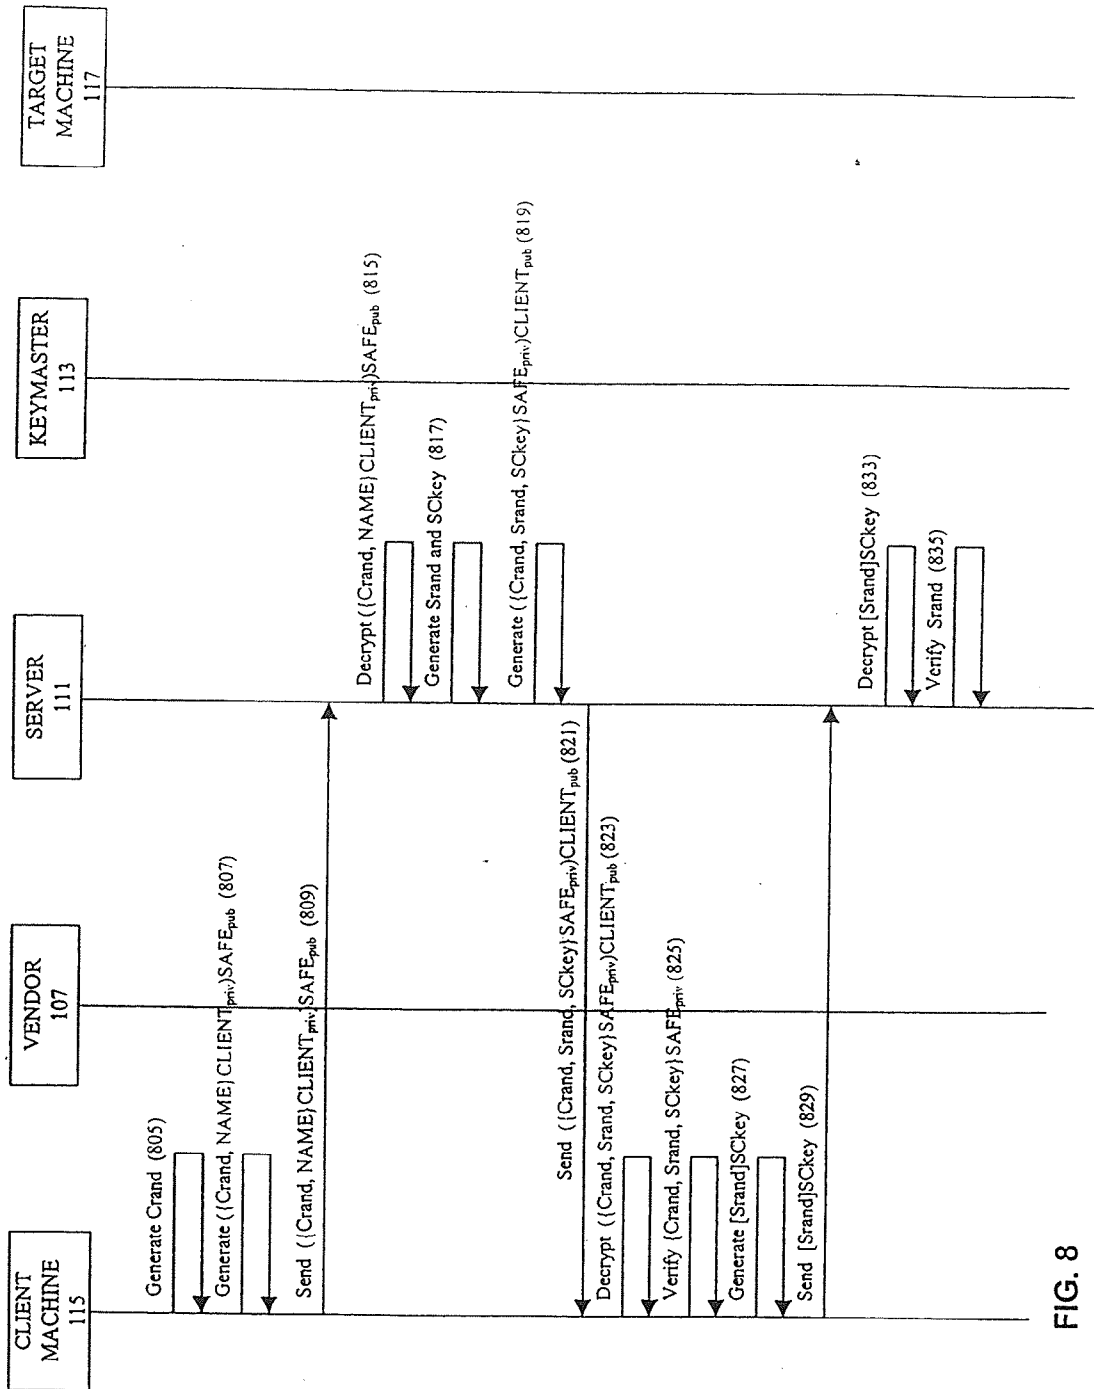 CLIENT
MACHINE
115
VENDOR
107
SERVER
111
KEYMASTER
113
TARGET
MACHINE
117
Generate Crand (805)
Generate ({Crand, NAME}CLIENTpriv)SAFEpub (807)
Send ({Crand, NAME}CLIENTpriv)SAFEpub (809)
Decrypt ({Crand, NAME}CLIENTpriv)SAFEpub (815)
Generate Srand and SCkey (817)
Generate ({Crand, Srand, SCkey}SAFEpriv)CLIENTpub (819)
Send ({Crand, Srand, SCkey}SAFEpriv)CLIENTpub (821)
Decrypt ({Crand, Srand, SCkey}SAFEpriv)CLIENTpub (823)
Verify {Crand, Srand, SCkey}SAFEpriv (825)
Generate [Srand]SCkey (827)
Send [Srand]SCkey (829)
Decrypt [Srand]SCkey (833)
Verify Srand (835)
FIG. 8